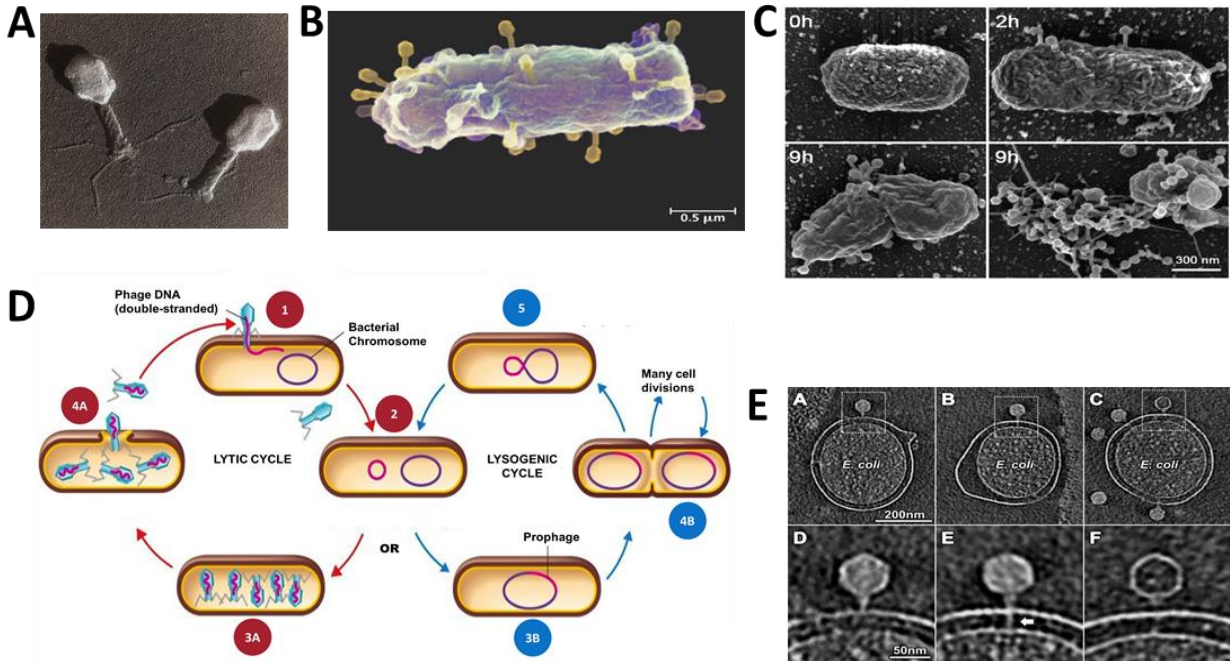 A
B
0.5 μm
C
0h
2h
9h
9h
300 nm
D
Phage DNA
(double-stranded)
1
Bacterial
Chromosome
5
Many cell
divisions
4A
2
LYTIC CYCLE
LYSOGENIC
CYCLE
4B
OR
Prophage
3A
3B
E
A
B
C
E. coli
E. coli
E. coli
200nm
D
E
F
50nm